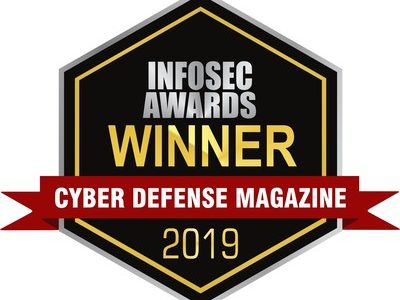 INFOSEC
AWARDS
WINNER
CYBER DEFENSE MAGAZINE
2019